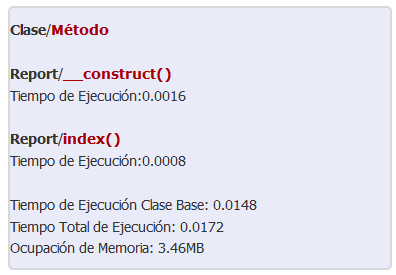 Clase/Método
Report/__construct()
Tiempo de Ejecución:0.0016
Report/index()
Tiempo de Ejecución:0.0008
Tiempo de Ejecución Clase Base: 0.0148
Tiempo Total de Ejecución: 0.0172
Ocupación de Memoria: 3.46MB